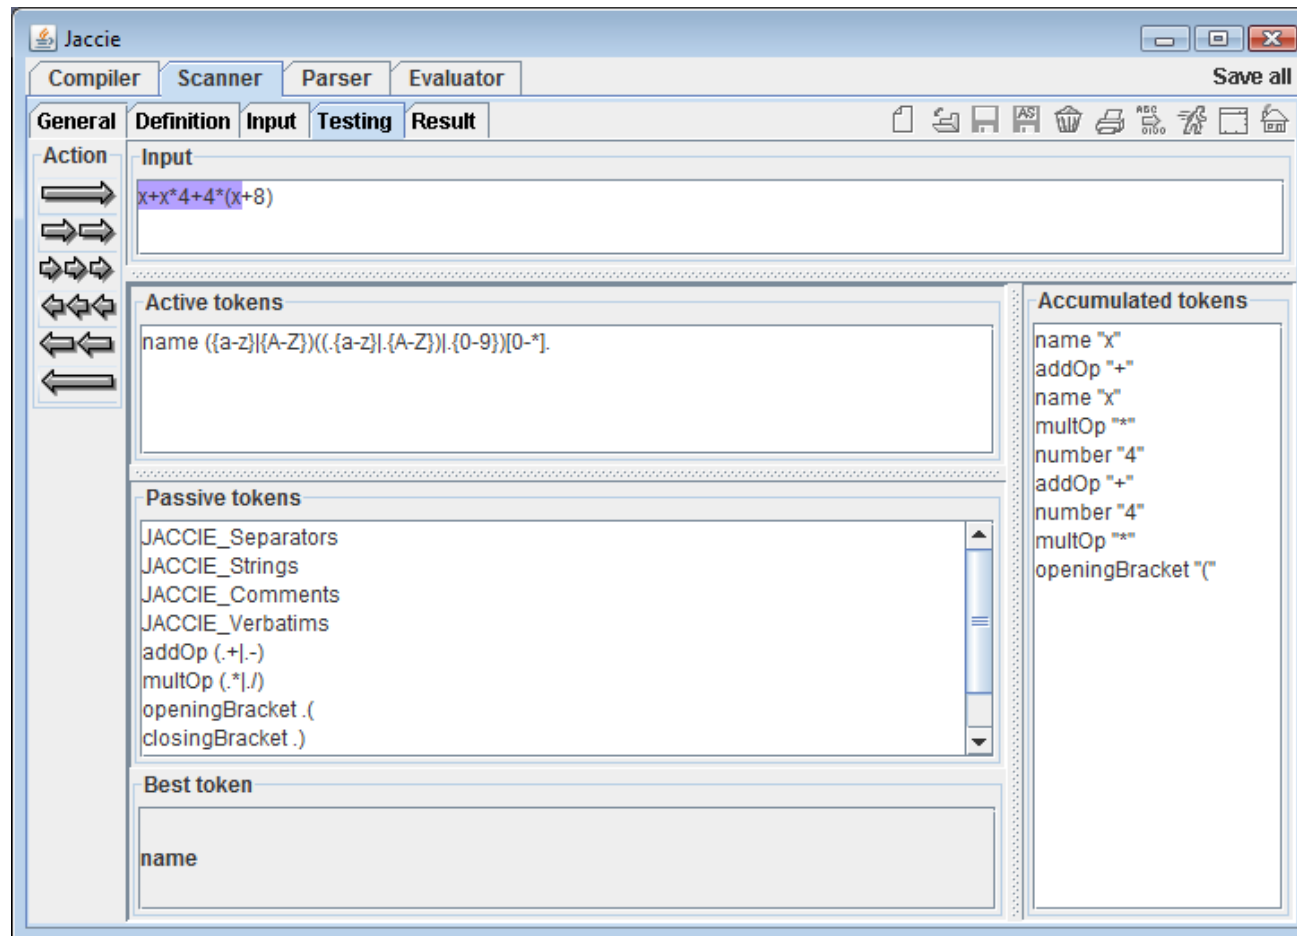 Jaccie
Compiler Scanner Parser Evaluator Save all
General Definition Input Testing Result
Action
Input
x+x*4+4*(x+8)
Active tokens
name ({a-z}|{A-Z})((.{a-z}|.{A-Z})|.{0-9})[0-*].
Passive tokens
JACCIE_Separators
JACCIE_Strings
JACCIE_Comments
JACCIE_Verbatims
addOp (.+|.-)
multOp (.*|./)
openingBracket .(
closingBracket .)
Best token
name
Accumulated tokens
name "x"
addOp "+"
name "x"
multOp "*"
number "4"
addOp "+"
number "4"
multOp "*"
openingBracket "("